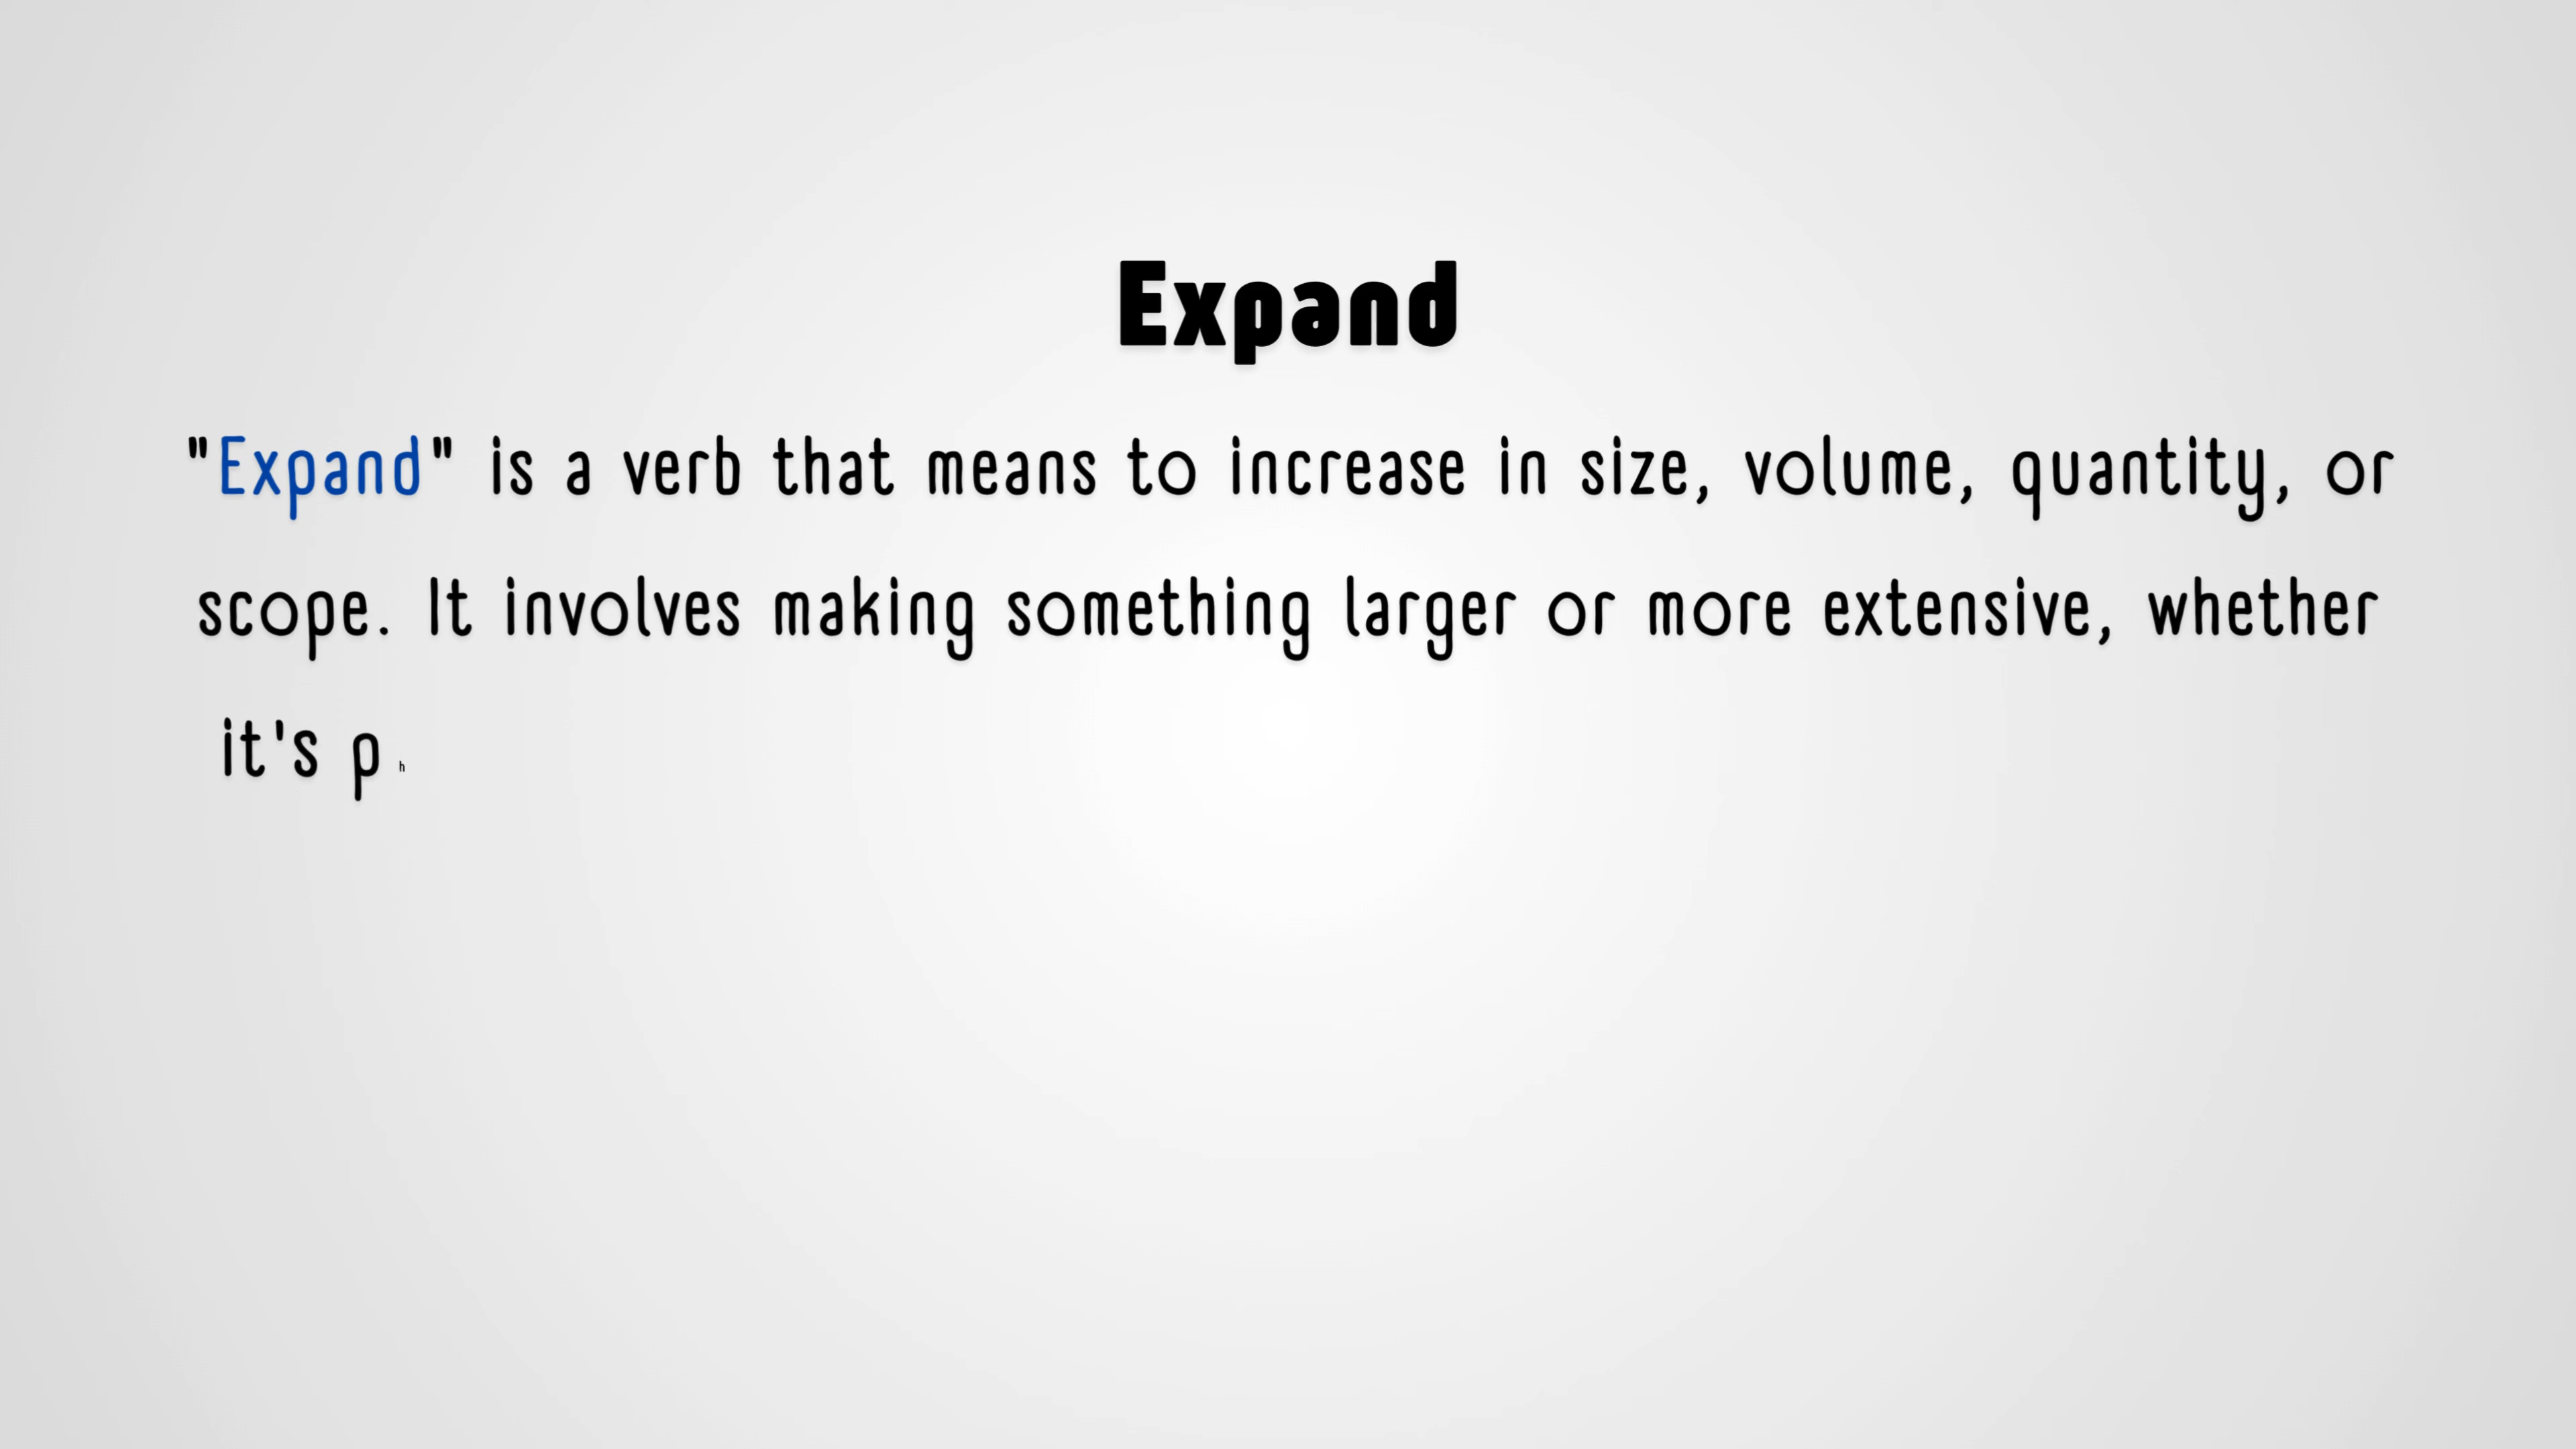 Expand
"Expand" is a verb that means to increase in size, volume, quantity, or
scope. It involves making something larger or more extensive, whether
it's ph